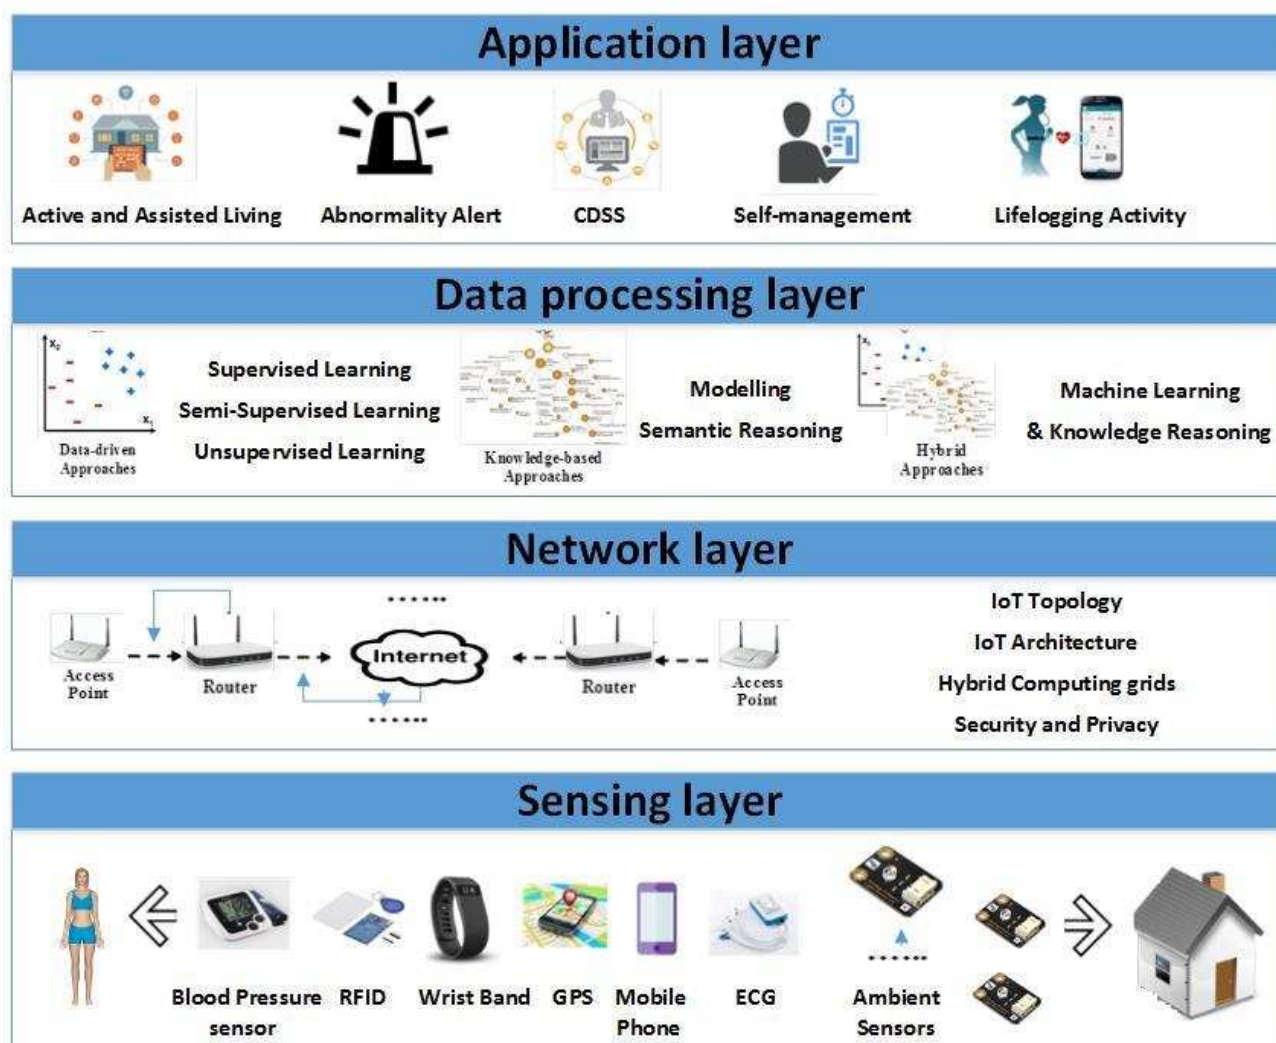 Application layer
Active and Assisted Living
Abnormality Alert
CDSS
Self-management
Lifelogging Activity
Data processing layer
X2
X1
Data-driven
Approaches
Supervised Learning
Semi-Supervised Learning
Unsupervised Learning
Knowledge-based
Approaches
Modelling
Semantic Reasoning
Hybrid
Approaches
Machine Learning
& Knowledge Reasoning
Network layer
Access
Point
Router
......
Internet
......
Router
Access
Point
IoT Topology
IoT Architecture
Hybrid Computing grids
Security and Privacy
Sensing layer
Blood Pressure
sensor
RFID
Wrist Band
GPS
Mobile
Phone
ECG
......
Ambient
Sensors